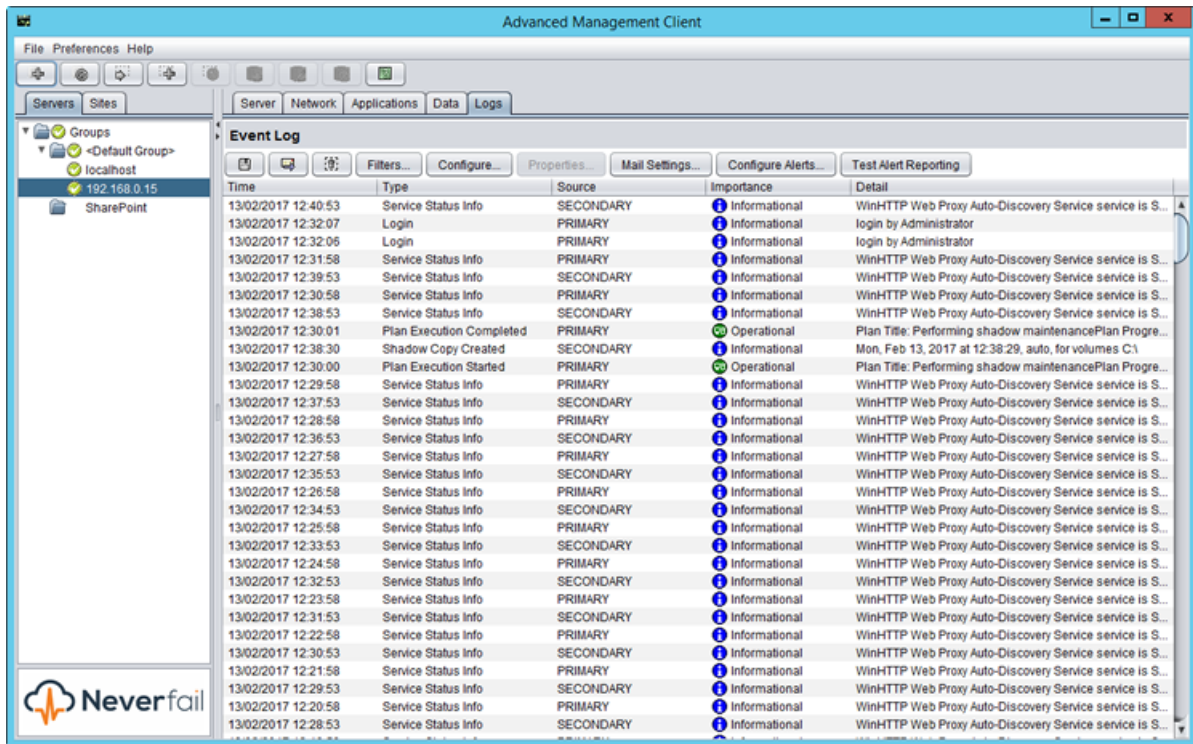 Advanced Management Client
File Preferences Help
Servers Sites
Server Network Applications Data Logs
Groups
<Default Group>
localhost
192.168.0.15
SharePoint
Event Log
Filters... Configure... Properties... Mail Settings... Configure Alerts... Test Alert Reporting
Time Type Source Importance Detail
13/02/2017 12:40:53 Service Status Info SECONDARY Informational WinHTTP Web Proxy Auto-Discovery Service service is S...
13/02/2017 12:32:07 Login PRIMARY Informational login by Administrator
13/02/2017 12:32:06 Login PRIMARY Informational login by Administrator
13/02/2017 12:31:58 Service Status Info PRIMARY Informational WinHTTP Web Proxy Auto-Discovery Service service is S...
13/02/2017 12:39:53 Service Status Info SECONDARY Informational WinHTTP Web Proxy Auto-Discovery Service service is S...
13/02/2017 12:30:58 Service Status Info PRIMARY Informational WinHTTP Web Proxy Auto-Discovery Service service is S...
13/02/2017 12:38:53 Service Status Info SECONDARY Informational WinHTTP Web Proxy Auto-Discovery Service service is S...
13/02/2017 12:30:01 Plan Execution Completed PRIMARY Operational Plan Title: Performing shadow maintenancePlan Progre...
13/02/2017 12:38:30 Shadow Copy Created SECONDARY Informational Mon, Feb 13, 2017 at 12:38:29, auto, for volumes C:\
13/02/2017 12:30:00 Plan Execution Started PRIMARY Operational Plan Title: Performing shadow maintenancePlan Progre...
13/02/2017 12:29:58 Service Status Info PRIMARY Informational WinHTTP Web Proxy Auto-Discovery Service service is S...
13/02/2017 12:37:53 Service Status Info SECONDARY Informational WinHTTP Web Proxy Auto-Discovery Service service is S...
13/02/2017 12:28:58 Service Status Info PRIMARY Informational WinHTTP Web Proxy Auto-Discovery Service service is S...
13/02/2017 12:36:53 Service Status Info SECONDARY Informational WinHTTP Web Proxy Auto-Discovery Service service is S...
13/02/2017 12:27:58 Service Status Info PRIMARY Informational WinHTTP Web Proxy Auto-Discovery Service service is S...
13/02/2017 12:35:53 Service Status Info SECONDARY Informational WinHTTP Web Proxy Auto-Discovery Service service is S...
13/02/2017 12:26:58 Service Status Info PRIMARY Informational WinHTTP Web Proxy Auto-Discovery Service service is S...
13/02/2017 12:34:53 Service Status Info SECONDARY Informational WinHTTP Web Proxy Auto-Discovery Service service is S...
13/02/2017 12:25:58 Service Status Info PRIMARY Informational WinHTTP Web Proxy Auto-Discovery Service service is S...
13/02/2017 12:33:53 Service Status Info SECONDARY Informational WinHTTP Web Proxy Auto-Discovery Service service is S...
13/02/2017 12:24:58 Service Status Info PRIMARY Informational WinHTTP Web Proxy Auto-Discovery Service service is S...
13/02/2017 12:32:53 Service Status Info SECONDARY Informational WinHTTP Web Proxy Auto-Discovery Service service is S...
13/02/2017 12:23:58 Service Status Info PRIMARY Informational WinHTTP Web Proxy Auto-Discovery Service service is S...
13/02/2017 12:31:53 Service Status Info SECONDARY Informational WinHTTP Web Proxy Auto-Discovery Service service is S...
13/02/2017 12:22:58 Service Status Info PRIMARY Informational WinHTTP Web Proxy Auto-Discovery Service service is S...
13/02/2017 12:30:53 Service Status Info SECONDARY Informational WinHTTP Web Proxy Auto-Discovery Service service is S...
13/02/2017 12:21:58 Service Status Info PRIMARY Informational WinHTTP Web Proxy Auto-Discovery Service service is S...
13/02/2017 12:29:53 Service Status Info SECONDARY Informational WinHTTP Web Proxy Auto-Discovery Service service is S...
13/02/2017 12:20:58 Service Status Info PRIMARY Informational WinHTTP Web Proxy Auto-Discovery Service service is S...
13/02/2017 12:28:53 Service Status Info SECONDARY Informational WinHTTP Web Proxy Auto-Discovery Service service is S...
Neverfail